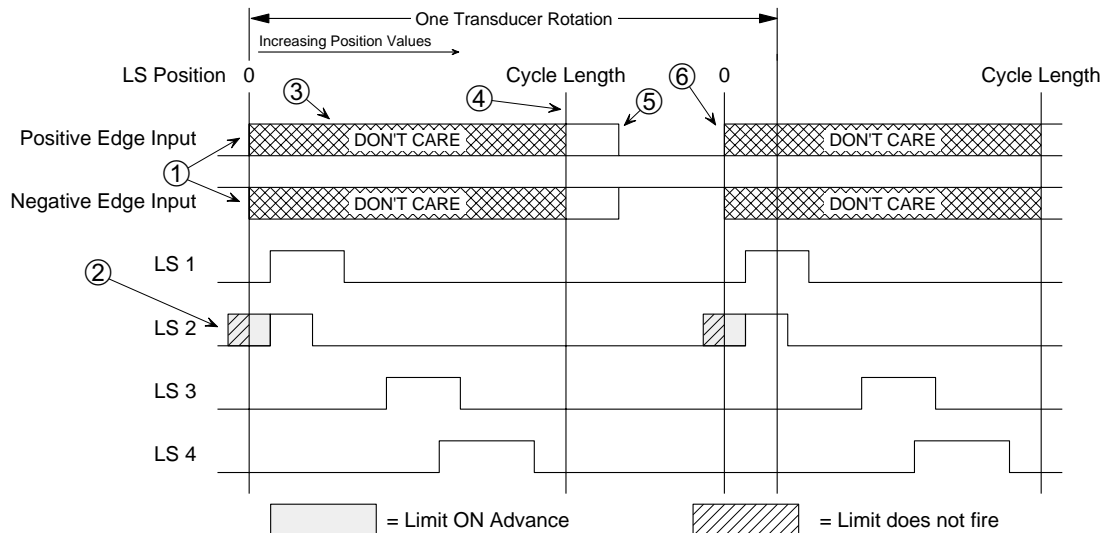 One Transducer Rotation
Increasing Position Values
LS Position 0 Cycle Length 0 Cycle Length
③ ④ ⑤ ⑥
Positive Edge Input DON'T CARE DON'T CARE
①
Negative Edge Input DON'T CARE DON'T CARE
LS 1
②
LS 2
LS 3
LS 4
= Limit ON Advance = Limit does not fire